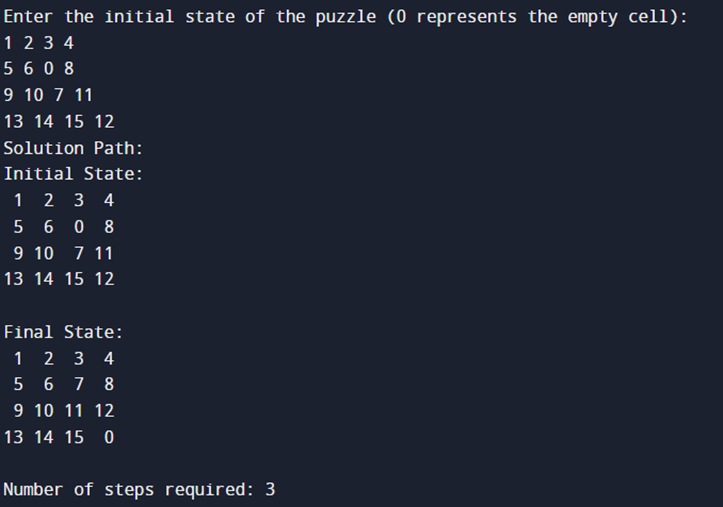 Enter the initial state of the puzzle (0 represents the empty cell):
1 2 3 4
5 6 0 8
9 10 7 11
13 14 15 12
Solution Path:
Initial State:
 1  2  3  4
 5  6  0  8
 9 10  7 11
13 14 15 12

Final State:
 1  2  3  4
 5  6  7  8
 9 10 11 12
13 14 15  0

Number of steps required: 3